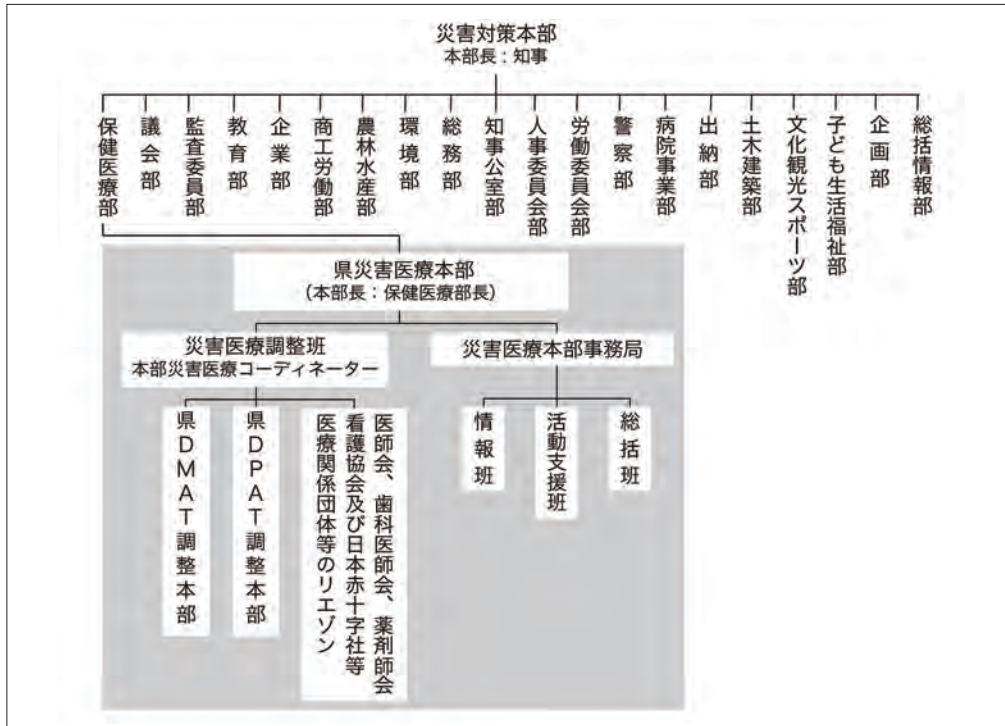 災害対策本部
本部長：知事
保健医療部
議会部
監査委員部
教育部
企業部
商工労働部
農林水産部
環境部
総務部
知事公室部
人事委員会部
労働委員会部
警察部
病院事業部
出納部
土木建築部
文化観光スポーツ部
子ども生活福祉部
企画部
総括情報部
県災害医療本部
（本部長：保健医療部長）
災害医療調整班
本部災害医療コーディネーター
災害医療本部事務局
県DMAT調整本部
県DPAT調整本部
医師会、歯科医師会、薬剤師会
看護協会及び日本赤十字社等
医療関係団体等のリエゾン
情報班
活動支援班
総括班